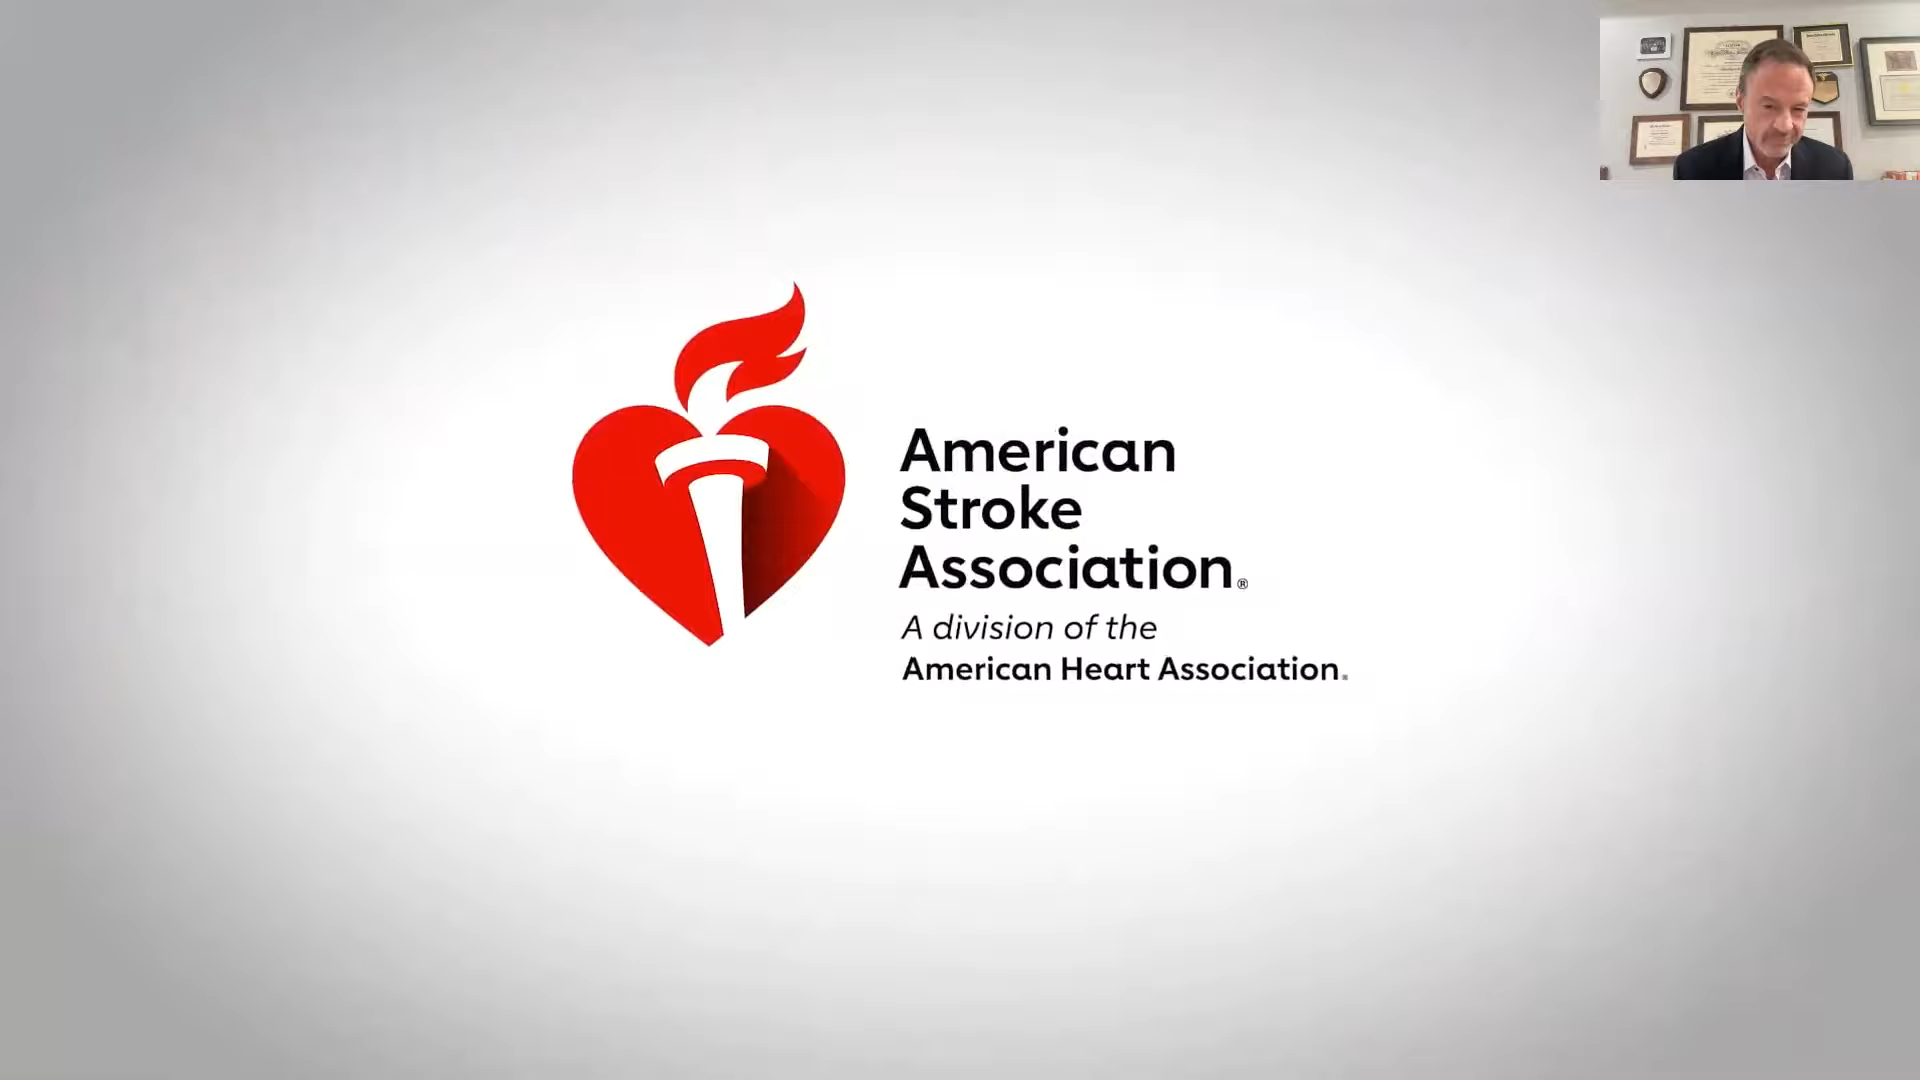 American
Stroke
Association®
A division of the
American Heart Association.